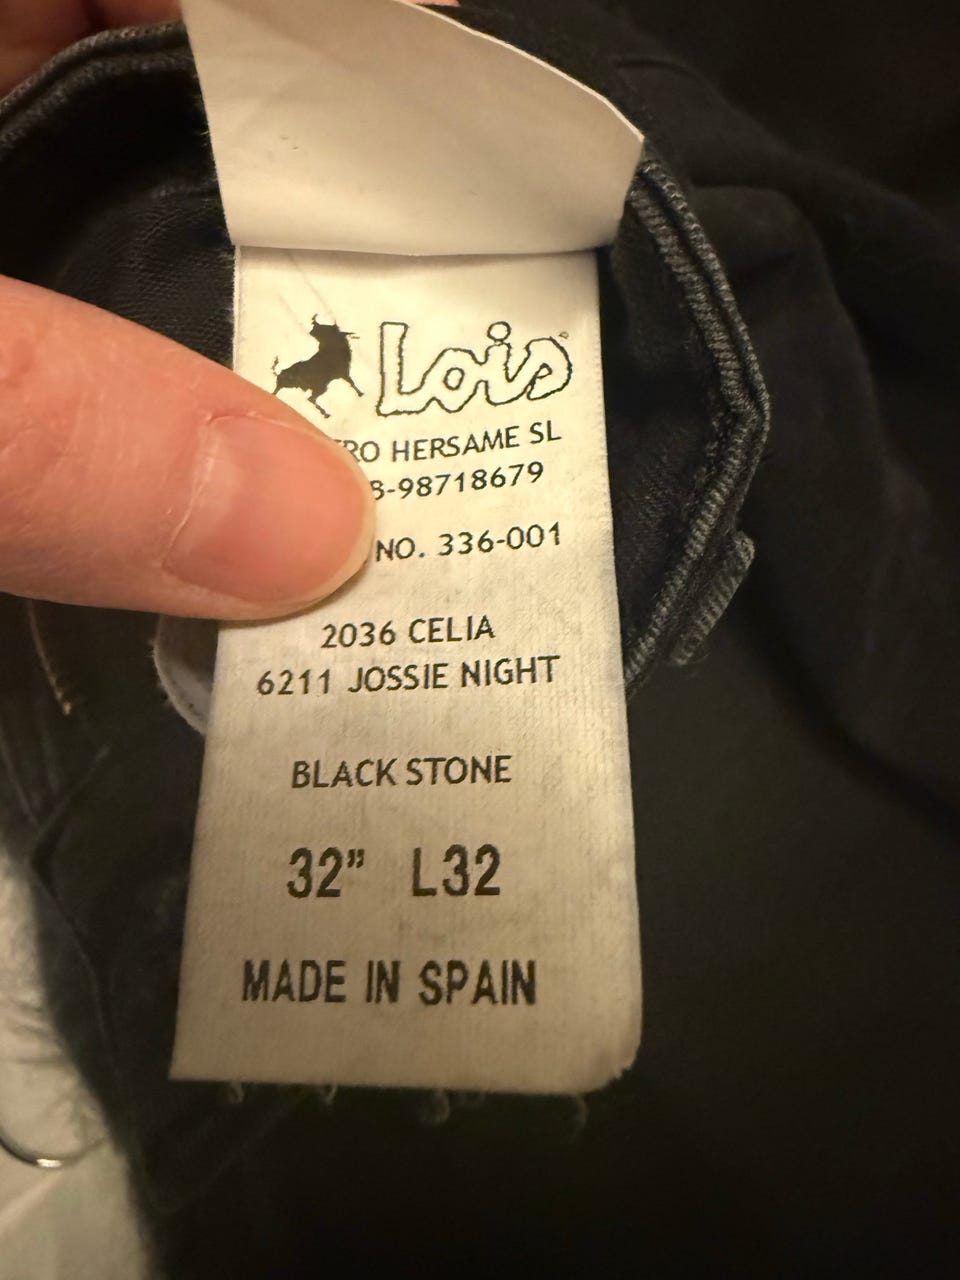 Lois
HERSAME SL
-98718679
NO. 336-001
2036 CELIA
6211 JOSSIE NIGHT
BLACK STONE
32” L32
MADE IN SPAIN